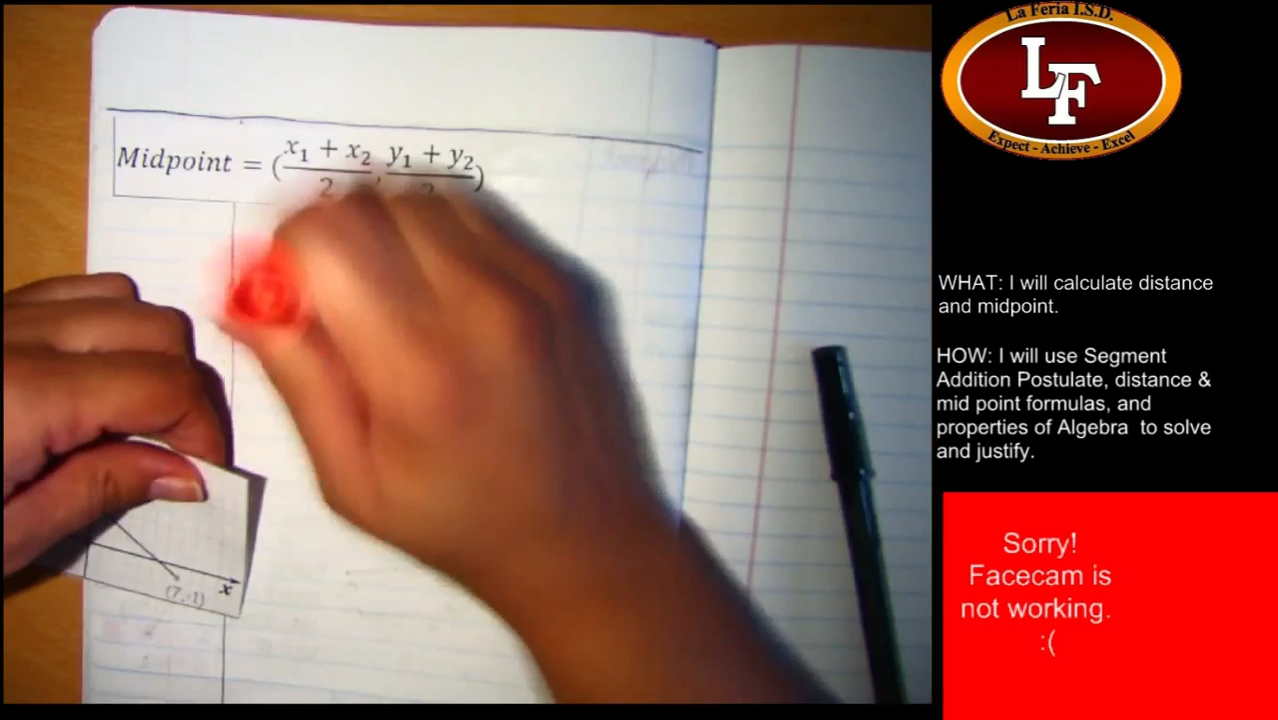 La Feria I.S.D.
LF
Expect - Achieve - Excel
Midpoint = (x₁ + x₂ / 2, y₁ + y₂ / 2)
WHAT: I will calculate distance
and midpoint.
HOW: I will use Segment
Addition Postulate, distance &
mid point formulas, and
properties of Algebra to solve
and justify.
x
(7,-1)
Sorry!
Facecam is
not working.
:(